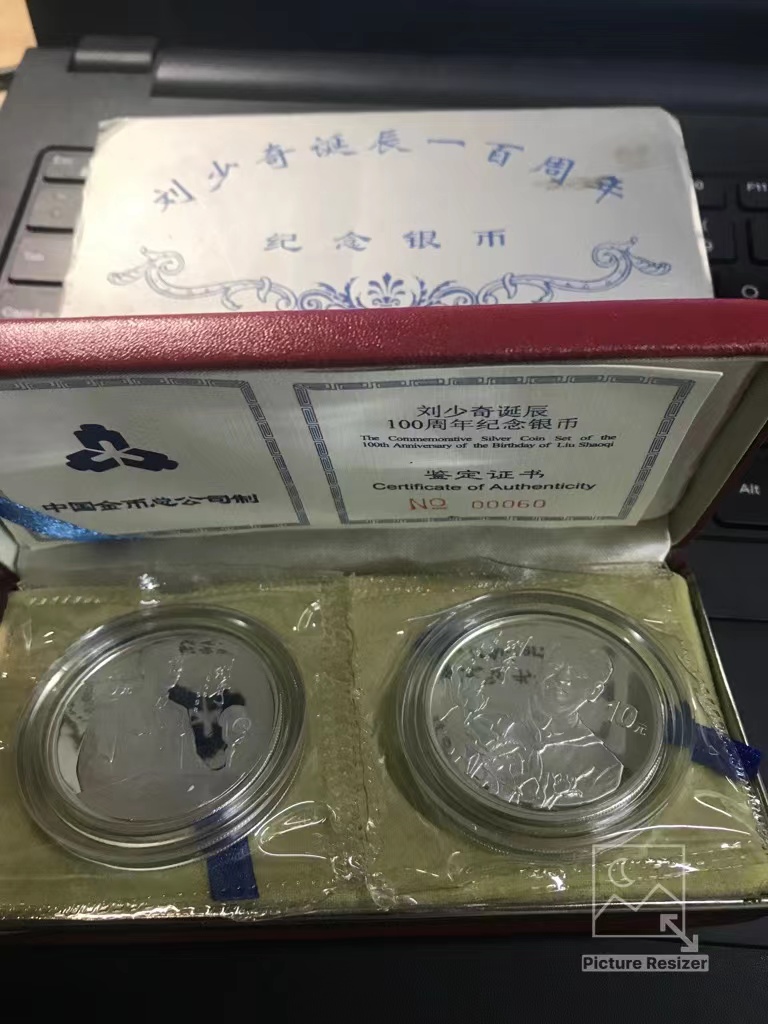 刘少奇诞辰一百周年
纪念银币
Tab
F11
Alt
中国金币总公司制
刘少奇诞辰
100周年纪念银币
The Commemorative Silver Coin Set of the
100th Anniversary of the Birthday of Liu Shaoqi
鉴定证书
Certificate of Authenticity
NO 00060
10元
Picture Resizer